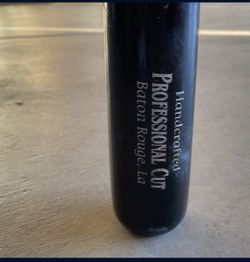 Handcrafted
PROFESSIONAL CUT
Baton Rouge, La